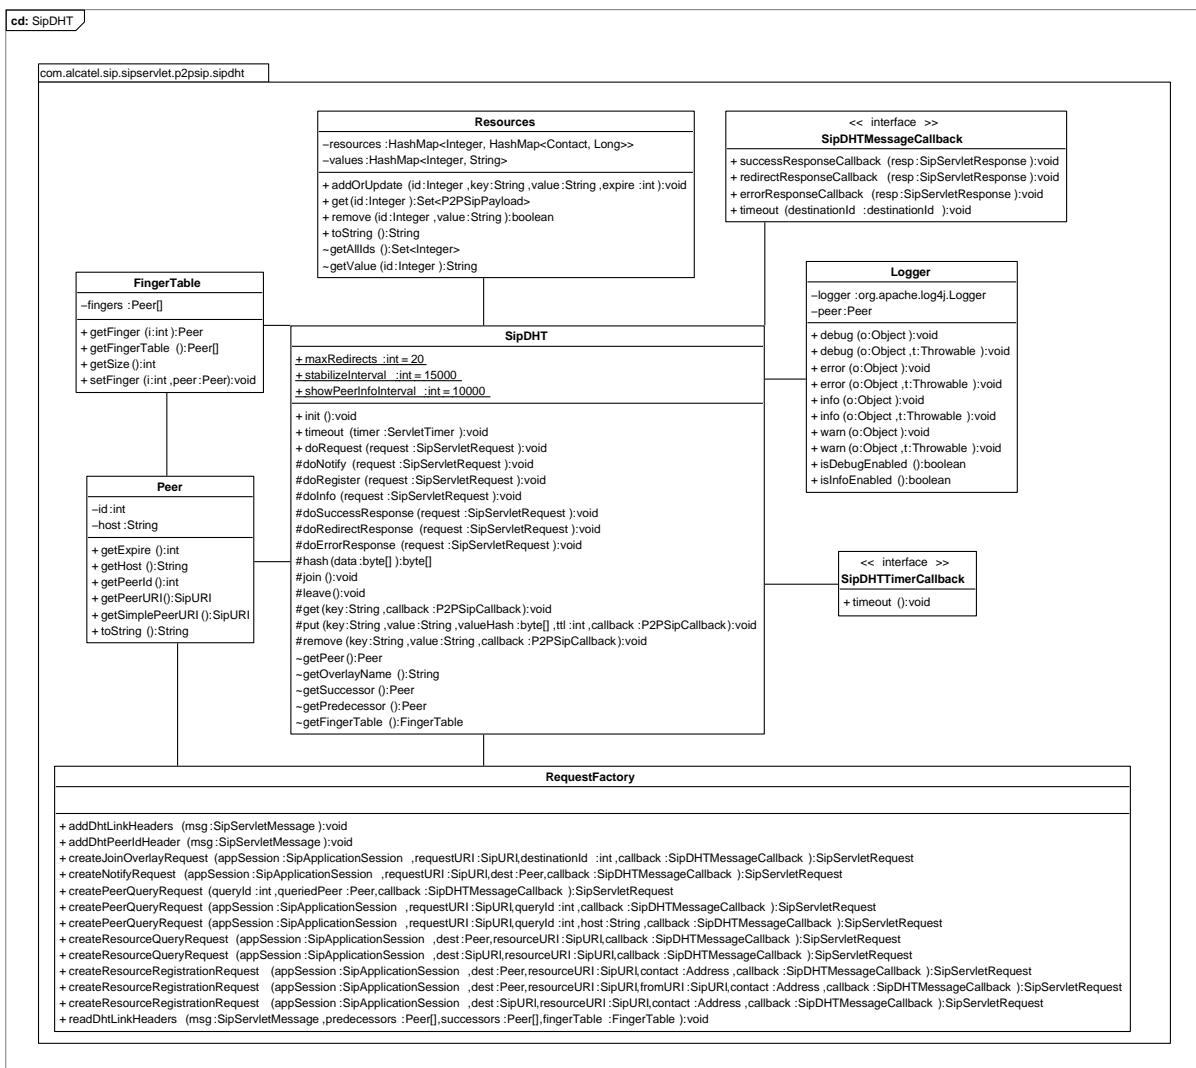 cd: SipDHT
com.alcatel.sip.sipservlet.p2psip.sipdht
Resources
–resources :HashMap<Integer, HashMap<Contact, Long>>
–values:HashMap<Integer, String>
+ addOrUpdate (id:Integer ,key:String ,value:String ,expire :int ):void
+ get(id:Integer ):Set<P2PSipPayload>
+ remove (id:Integer ,value:String ):boolean
+ toString ():String
~getAllIds ():Set<Integer>
~getValue (id:Integer ):String
<< interface >>
SipDHTMessageCallback
+ successResponseCallback (resp:SipServletResponse ):void
+ redirectResponseCallback (resp:SipServletResponse ):void
+ errorResponseCallback (resp:SipServletResponse ):void
+ timeout (destinationId :destinationId ):void
FingerTable
–fingers :Peer[]
+ getFinger (i:int ):Peer
+ getFingerTable ():Peer[]
+ getSize():int
+ setFinger (i:int ,peer:Peer):void
Logger
–logger :org.apache.log4j.Logger
–peer:Peer
+ debug (o:Object ):void
+ debug (o:Object ,t:Throwable ):void
+ error (o:Object ):void
+ error (o:Object ,t:Throwable ):void
+ info (o:Object ):void
+ info (o:Object ,t:Throwable ):void
+ warn (o:Object ):void
+ warn (o:Object ,t:Throwable ):void
+ isDebugEnabled ():boolean
+ isInfoEnabled ():boolean
SipDHT
+ maxRedirects :int = 20
+ stabilizeInterval :int = 15000
+ showPeerInfoInterval :int = 10000
+ init ():void
+ timeout (timer :ServletTimer ):void
+ doRequest (request :SipServletRequest ):void
#doNotify (request :SipServletRequest ):void
#doRegister (request :SipServletRequest ):void
#doInfo (request :SipServletRequest ):void
#doSuccessResponse (request :SipServletRequest ):void
#doRedirectResponse (request :SipServletRequest ):void
#doErrorResponse (request :SipServletRequest ):void
#hash(data:byte[] ):byte[]
#join ():void
#leave():void
#get (key:String ,callback :P2PSipCallback):void
#put (key:String ,value:String ,valueHash :byte[] ,ttl :int ,callback :P2PSipCallback):void
#remove (key:String ,value:String ,callback :P2PSipCallback):void
~getPeer():Peer
~getOverlayName ():String
~getSuccessor ():Peer
~getPredecessor ():Peer
~getFingerTable ():FingerTable
Peer
–id:int
–host :String
+ getExpire ():int
+ getHost ():String
+ getPeerId ():int
+ getPeerURI():SipURI
+ getSimplePeerURI ():SipURI
+ toString ():String
<< interface >>
SipDHTTimerCallback
+ timeout ():void
RequestFactory
+ addDhtLinkHeaders (msg:SipServletMessage ):void
+ addDhtPeerIdHeader (msg:SipServletMessage ):void
+ createJoinOverlayRequest (appSession :SipApplicationSession ,requestURI :SipURI,destinationId :int ,callback :SipDHTMessageCallback ):SipServletRequest
+ createNotifyRequest (appSession :SipApplicationSession ,requestURI :SipURI,dest:Peer,callback :SipDHTMessageCallback ):SipServletRequest
+ createPeerQueryRequest (queryId :int ,queriedPeer :Peer,callback :SipDHTMessageCallback ):SipServletRequest
+ createPeerQueryRequest (appSession :SipApplicationSession ,requestURI :SipURI,queryId :int ,callback :SipDHTMessageCallback ):SipServletRequest
+ createPeerQueryRequest (appSession :SipApplicationSession ,requestURI :SipURI,queryId :int ,host :String ,callback :SipDHTMessageCallback ):SipServletRequest
+ createResourceQueryRequest (appSession :SipApplicationSession ,dest:Peer,resourceURI :SipURI,callback :SipDHTMessageCallback ):SipServletRequest
+ createResourceQueryRequest (appSession :SipApplicationSession ,dest:SipURI,resourceURI :SipURI,callback :SipDHTMessageCallback ):SipServletRequest
+ createResourceRegistrationRequest (appSession :SipApplicationSession ,dest:Peer,resourceURI :SipURI,contact :Address ,callback :SipDHTMessageCallback ):SipServletRequest
+ createResourceRegistrationRequest (appSession :SipApplicationSession ,dest:Peer,resourceURI :SipURI,fromURI :SipURI,contact :Address ,callback :SipDHTMessageCallback ):SipServletRequest
+ createResourceRegistrationRequest (appSession :SipApplicationSession ,dest:SipURI,resourceURI :SipURI,contact :Address ,callback :SipDHTMessageCallback ):SipServletRequest
+ readDhtLinkHeaders (msg:SipServletMessage ,predecessors :Peer[],successors :Peer[],fingerTable :FingerTable ):void